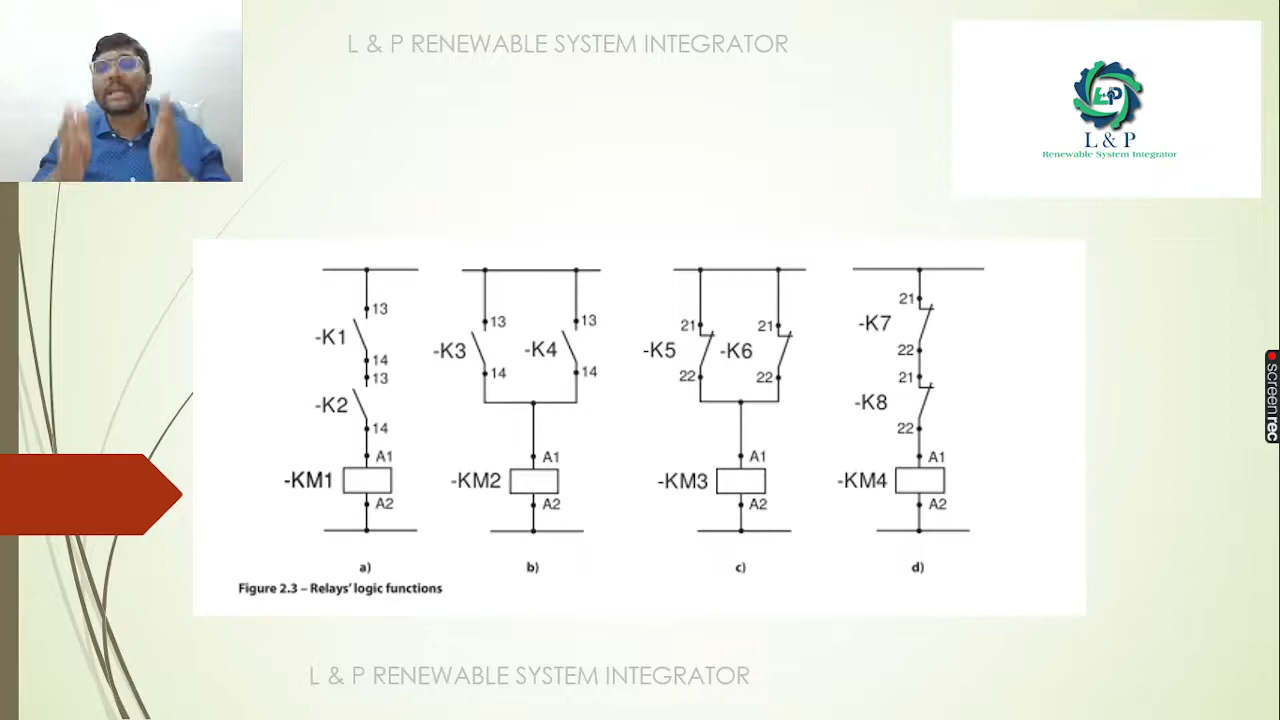 L & P RENEWABLE SYSTEM INTEGRATOR
L&P
L & P
Renewable System Integrator
13
-K1
14
13
-K2
14
A1
-KM1
A2
a)
13
13
-K3
-K4
14
14
A1
-KM2
A2
b)
21
21
-K5
-K6
22
22
A1
-KM3
A2
c)
21
-K7
22
21
-K8
22
A1
-KM4
A2
d)
Figure 2.3 – Relays' logic functions
L & P RENEWABLE SYSTEM INTEGRATOR
screenrec